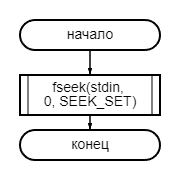 начало
fseek(stdin,
0, SEEK_SET)
конец